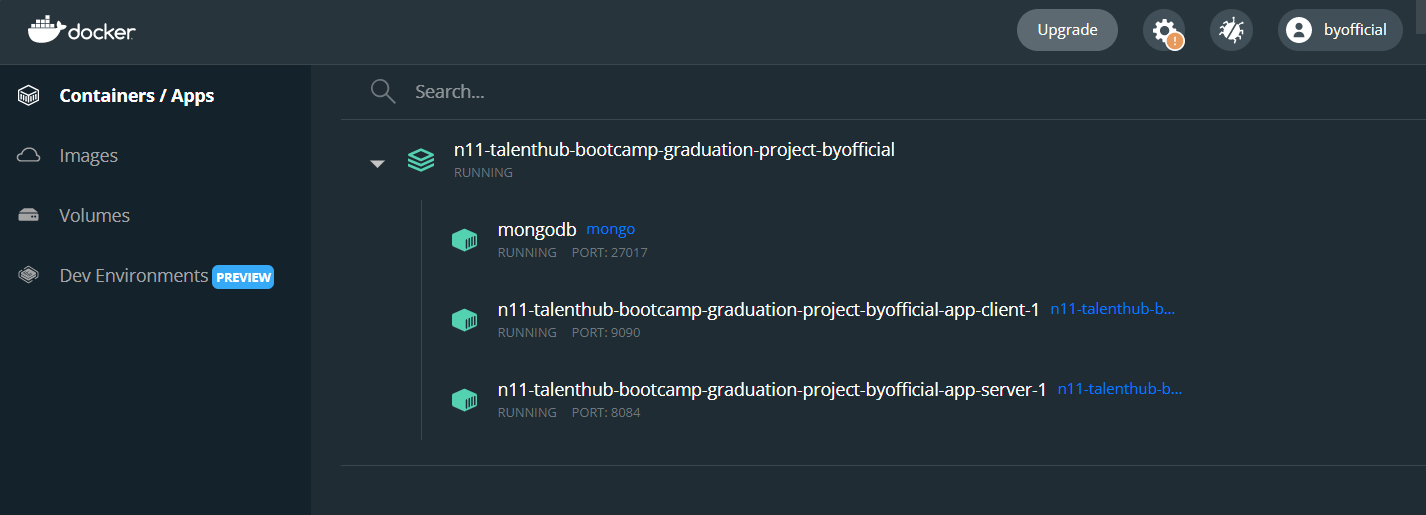 docker
Upgrade
byofficial
Containers / Apps
Images
Volumes
Dev Environments PREVIEW
Search...
n11-talenthub-bootcamp-graduation-project-byofficial
RUNNING
mongodb mongo
RUNNING PORT: 27017
n11-talenthub-bootcamp-graduation-project-byofficial-app-client-1 n11-talenthub-b...
RUNNING PORT: 9090
n11-talenthub-bootcamp-graduation-project-byofficial-app-server-1 n11-talenthub-b...
RUNNING PORT: 8084